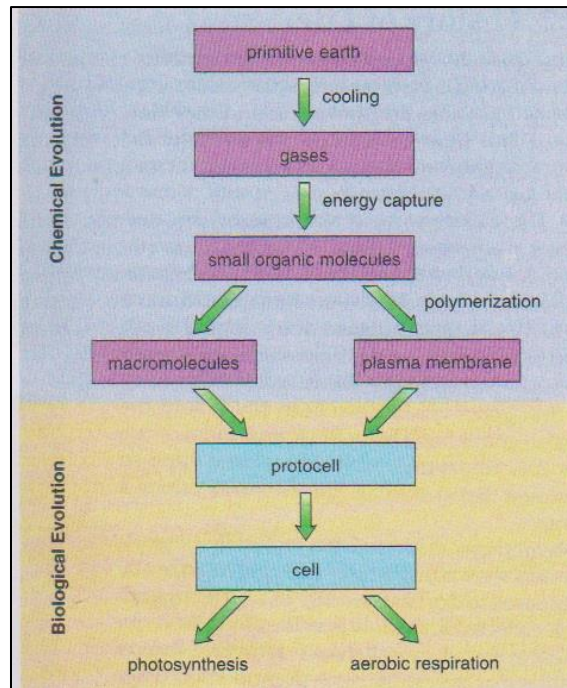 primitive earth
cooling
gases
energy capture
small organic molecules
polymerization
macromolecules
plasma membrane
Chemical Evolution
protocell
cell
photosynthesis
aerobic respiration
Biological Evolution